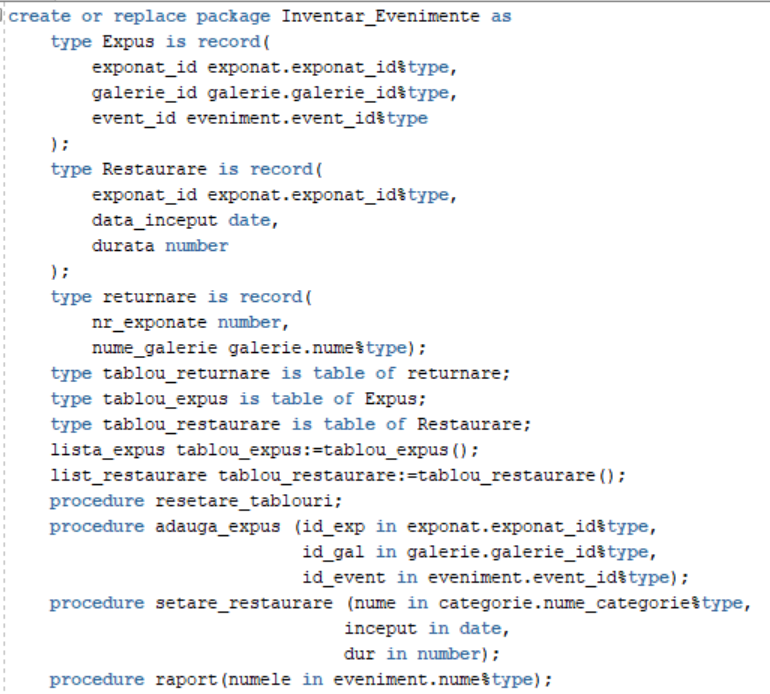 create or replace package Inventar_Evenimente as
    type Expus is record(
        exponat_id exponat.exponat_id%type,
        galerie_id galerie.galerie_id%type,
        event_id eveniment.event_id%type
    );
    type Restaurare is record(
        exponat_id exponat.exponat_id%type,
        data_inceput date,
        durata number
    );
    type returnare is record(
        nr_exponate number,
        nume_galerie galerie.nume%type);
    type tablou_returnare is table of returnare;
    type tablou_expus is table of Expus;
    type tablou_restaurare is table of Restaurare;
    lista_expus tablou_expus:=tablou_expus();
    list_restaurare tablou_restaurare:=tablou_restaurare();
    procedure resetare_tablouri;
    procedure adauga_expus (id_exp in exponat.exponat_id%type,
                            id_gal in galerie.galerie_id%type,
                            id_event in eveniment.event_id%type);
    procedure setare_restaurare (nume in categorie.nume_categorie%type,
                                inceput in date,
                                dur in number);
    procedure raport(numele in eveniment.nume%type);